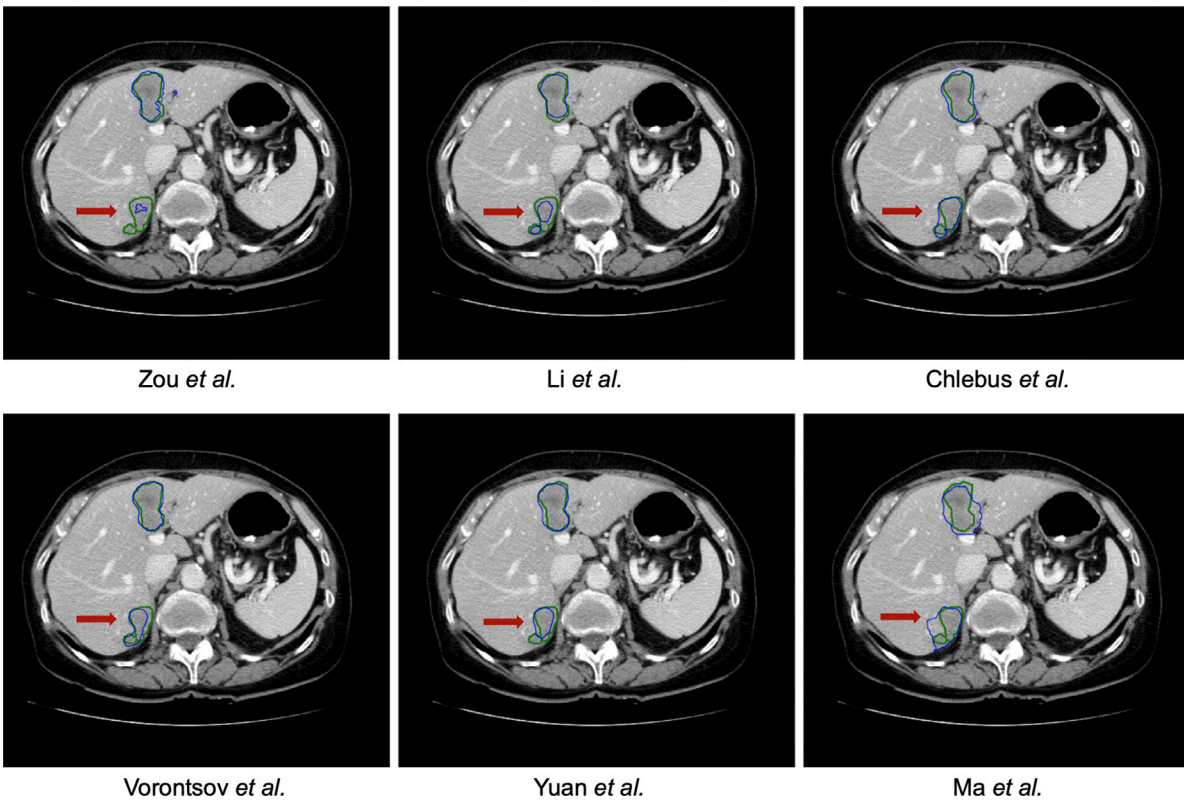 Zou et al.
Li et al.
Chlebus et al.
Vorontsov et al.
Yuan et al.
Ma et al.